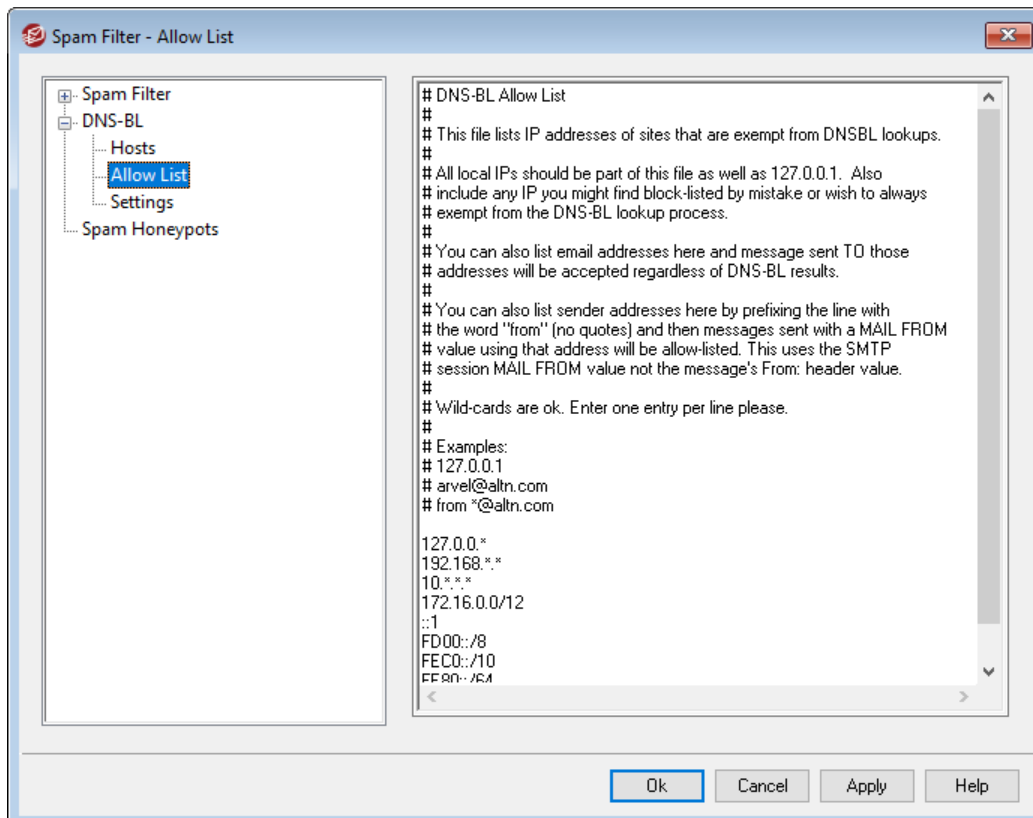 Spam Filter - Allow List
Spam Filter
DNS-BL
Hosts
Allow List
Settings
Spam Honeypots
# DNS-BL Allow List
#
# This file lists IP addresses of sites that are exempt from DNSBL lookups.
#
# All local IPs should be part of this file as well as 127.0.0.1.  Also
# include any IP you might find block-listed by mistake or wish to always
# exempt from the DNS-BL lookup process.
#
# You can also list email addresses here and message sent TO those
# addresses will be accepted regardless of DNS-BL results.
#
# You can also list sender addresses here by prefixing the line with
# the word "from" (no quotes) and then messages sent with a MAIL FROM
# value using that address will be allow-listed. This uses the SMTP
# session MAIL FROM value not the message's From: header value.
#
# Wild-cards are ok. Enter one entry per line please.
#
# Examples:
# 127.0.0.1
# arvel@altn.com
# from *@altn.com
127.0.0.*
192.168.*.*
10.*.*.*
172.16.0.0/12
::1
FD00::/8
FEC0::/10
FE80::/64
Ok
Cancel
Apply
Help